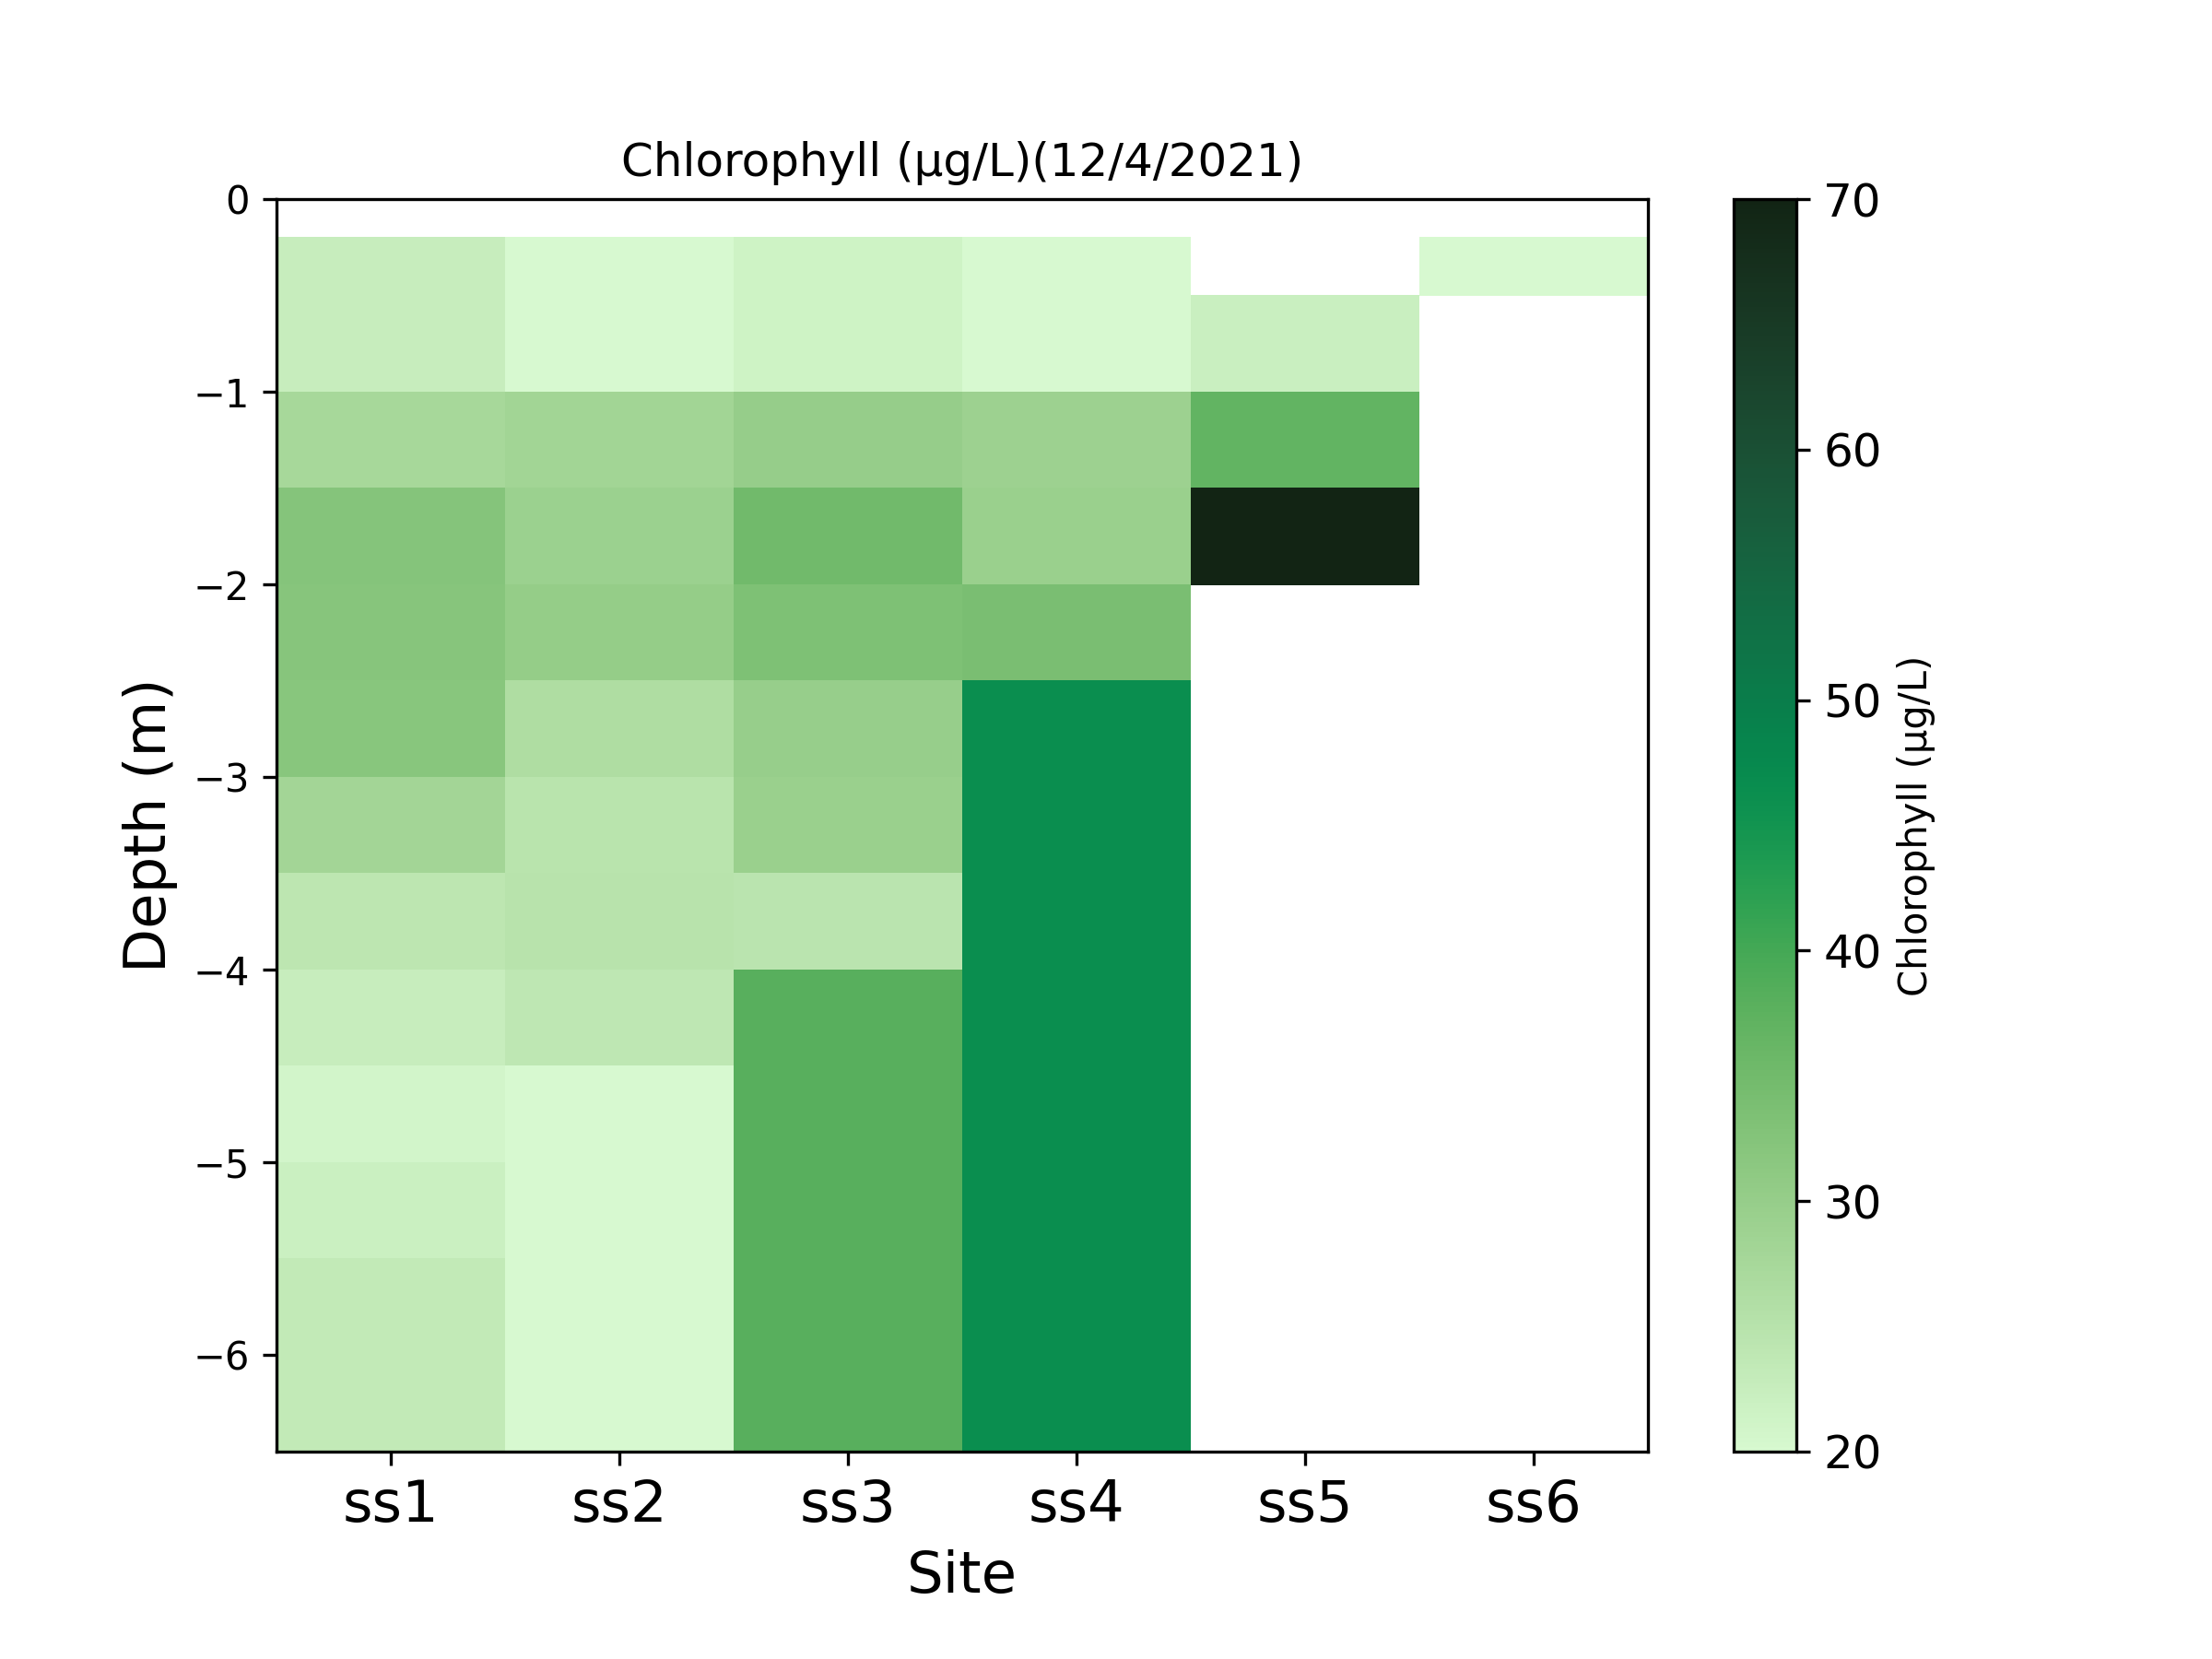 Chlorophyll (µg/L)(12/4/2021)
0
−1
−2
−3
−4
−5
−6
Depth (m)
ss1 ss2 ss3 ss4 ss5 ss6
Site
70
60
50
40
30
20
Chlorophyll (µg/L)